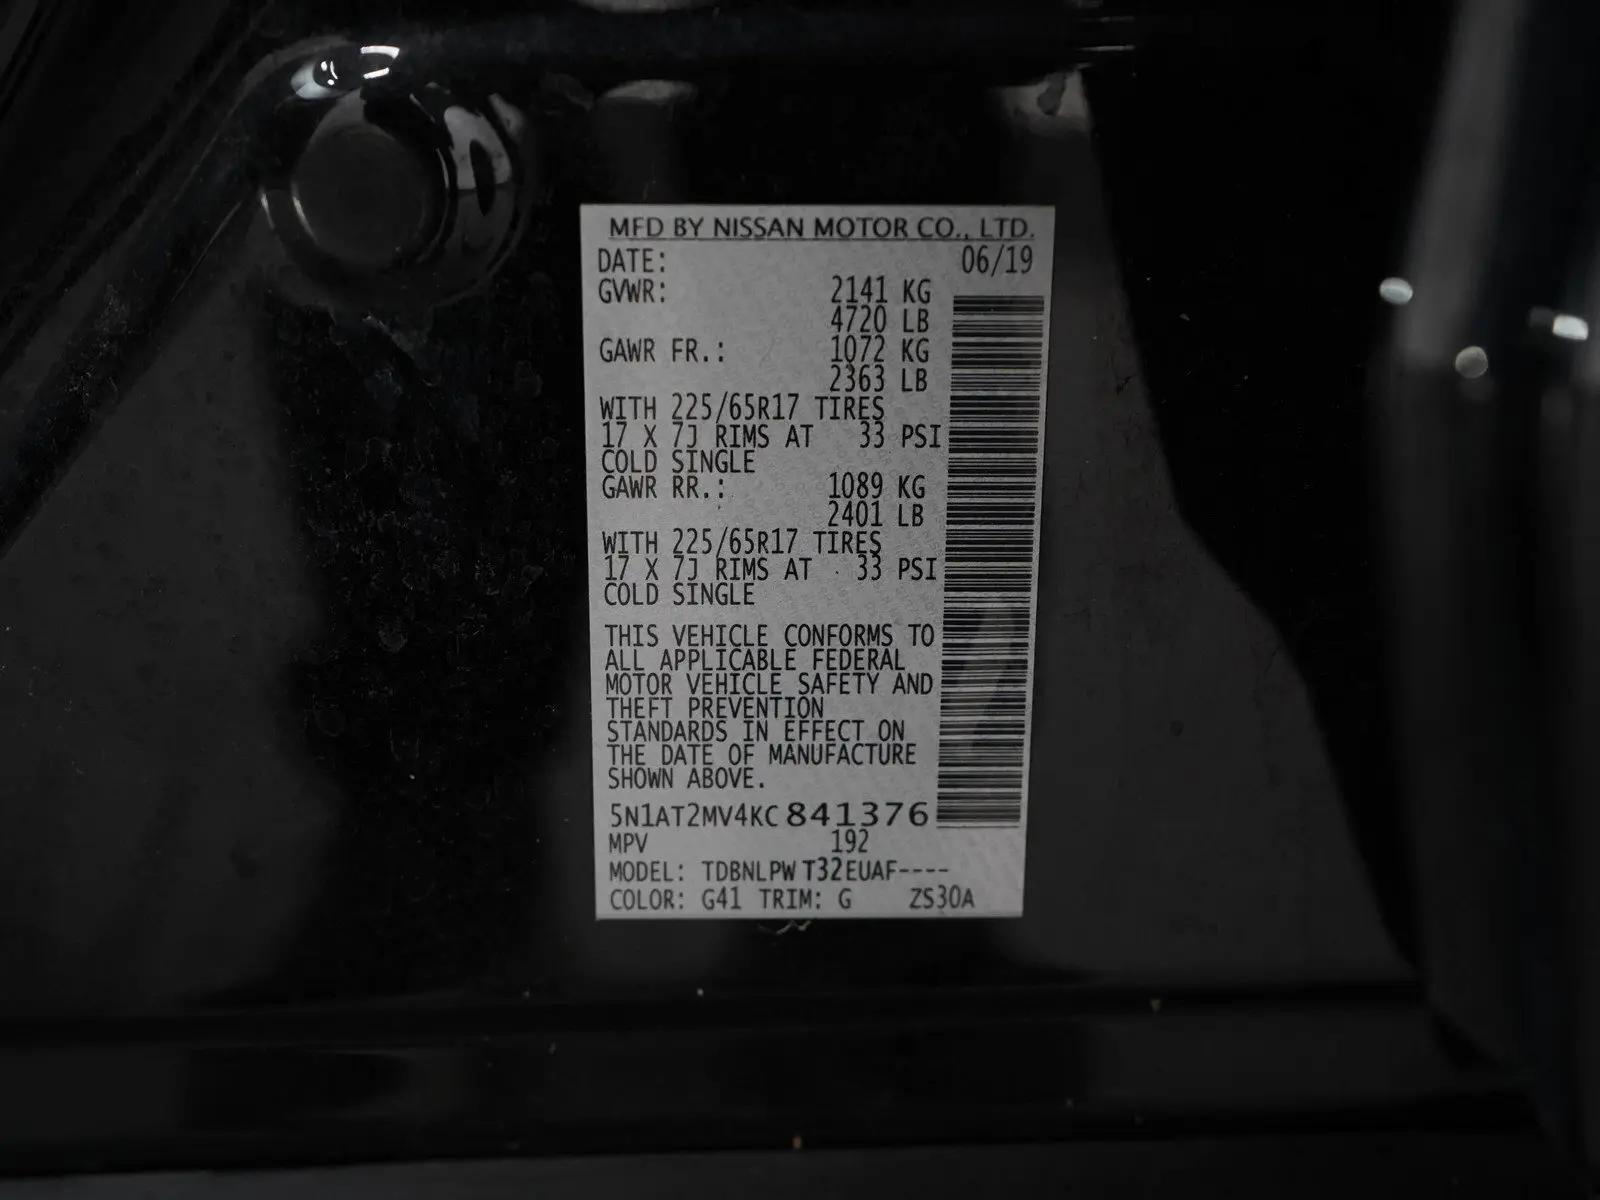 MFD BY NISSAN MOTOR CO., LTD.
DATE: 06/19
GVWR: 2141 KG
4720 LB
GAWR FR.: 1072 KG
2363 LB
WITH 225/65R17 TIRES
17 X 7J RIMS AT 33 PSI
COLD SINGLE
GAWR RR.: 1089 KG
2401 LB
WITH 225/65R17 TIRES
17 X 7J RIMS AT 33 PSI
COLD SINGLE
THIS VEHICLE CONFORMS TO
ALL APPLICABLE FEDERAL
MOTOR VEHICLE SAFETY AND
THEFT PREVENTION
STANDARDS IN EFFECT ON
THE DATE OF MANUFACTURE
SHOWN ABOVE.
5N1AT2MV4KC841376
MPV 192
MODEL: TDBNLPW T32EUAF----
COLOR: G41 TRIM: G ZS30A